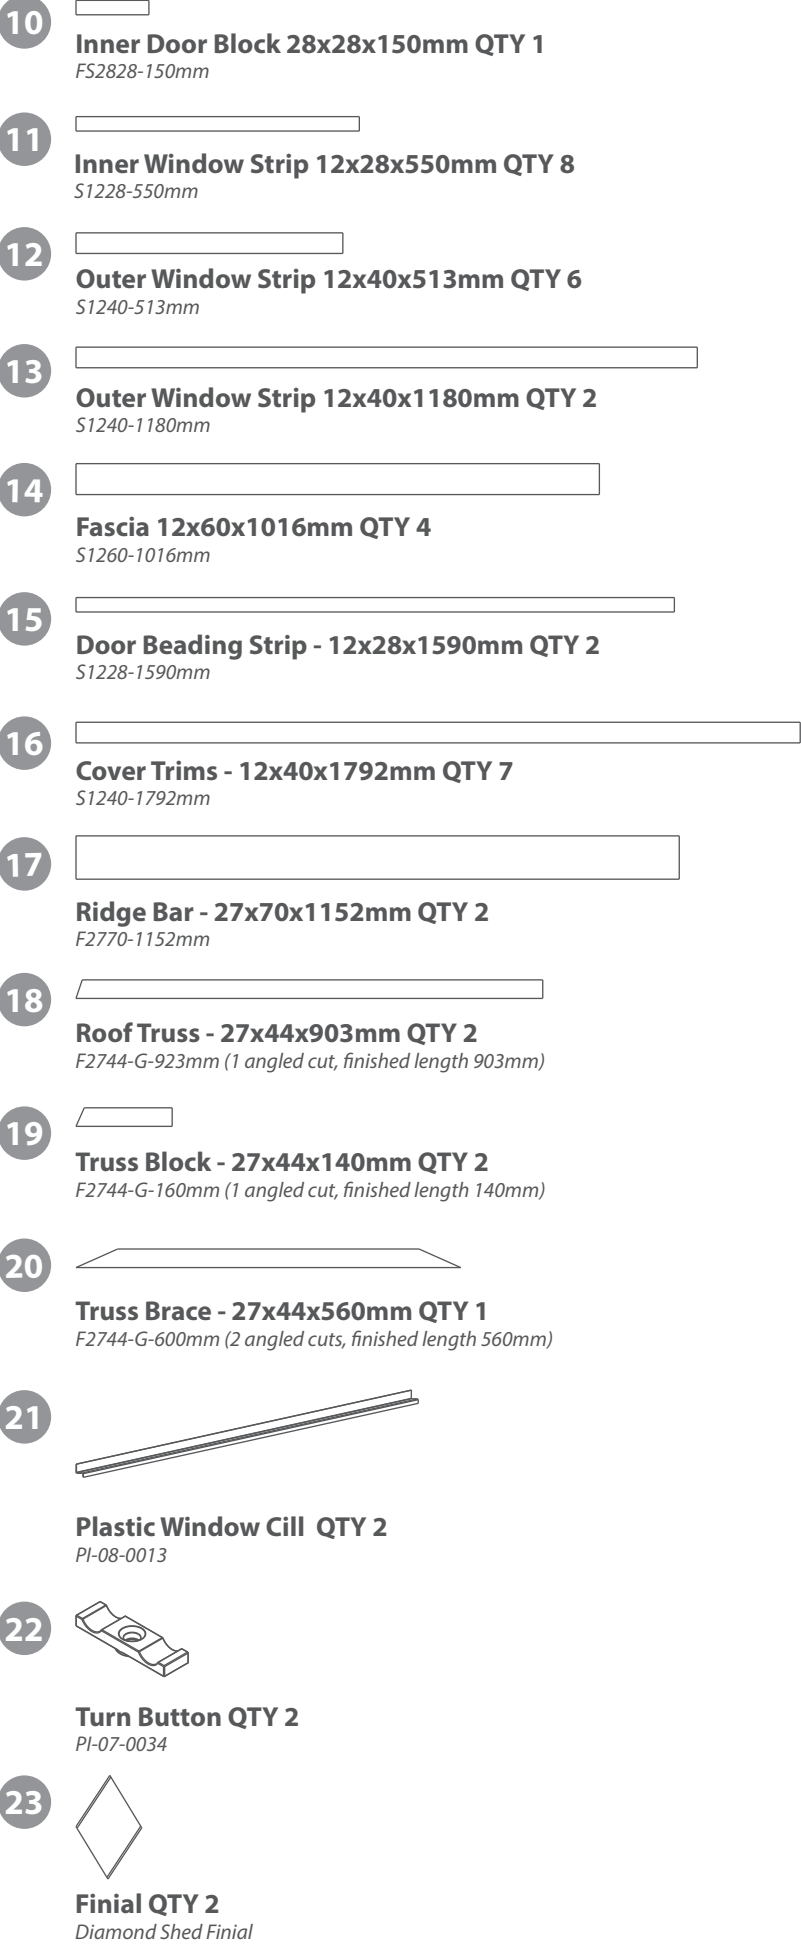 10
Inner Door Block 28x28x150mm QTY 1
FS2828-150mm
11
Inner Window Strip 12x28x550mm QTY 8
S1228-550mm
12
Outer Window Strip 12x40x513mm QTY 6
S1240-513mm
13
Outer Window Strip 12x40x1180mm QTY 2
S1240-1180mm
14
Fascia 12x60x1016mm QTY 4
S1260-1016mm
15
Door Beading Strip - 12x28x1590mm QTY 2
S1228-1590mm
16
Cover Trims - 12x40x1792mm QTY 7
S1240-1792mm
17
Ridge Bar - 27x70x1152mm QTY 2
F2770-1152mm
18
Roof Truss - 27x44x903mm QTY 2
F2744-G-923mm (1 angled cut, finished length 903mm)
19
Truss Block - 27x44x140mm QTY 2
F2744-G-160mm (1 angled cut, finished length 140mm)
20
Truss Brace - 27x44x560mm QTY 1
F2744-G-600mm (2 angled cuts, finished length 560mm)
21
Plastic Window Cill  QTY 2
PI-08-0013
22
Turn Button QTY 2
PI-07-0034
23
Finial QTY 2
Diamond Shed Finial